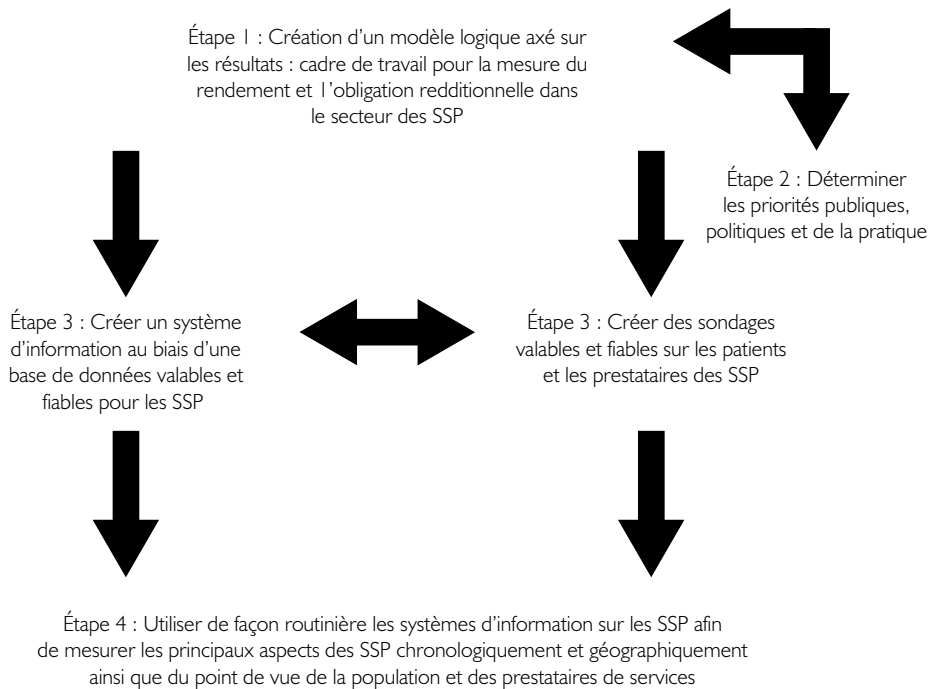 Étape 1 : Création d’un modèle logique axé sur
les résultats : cadre de travail pour la mesure du
rendement et l’obligation redditionnelle dans
le secteur des SSP
Étape 2 : Déterminer
les priorités publiques,
politiques et de la pratique
Étape 3 : Créer un système
d’information au biais d’une
base de données valables et
fiables pour les SSP
Étape 3 : Créer des sondages
valables et fiables sur les patients
et les prestataires des SSP
Étape 4 : Utiliser de façon routinière les systèmes d’information sur les SSP afin
de mesurer les principaux aspects des SSP chronologiquement et géographiquement
ainsi que du point de vue de la population et des prestataires de services